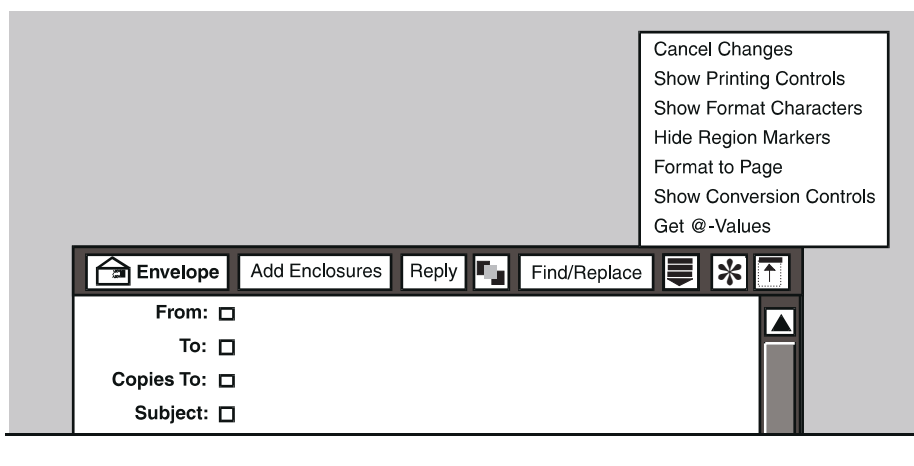 Cancel Changes
Show Printing Controls
Show Format Characters
Hide Region Markers
Format to Page
Show Conversion Controls
Get @-Values
Envelope Add Enclosures Reply Find/Replace
From:
To:
Copies To:
Subject: